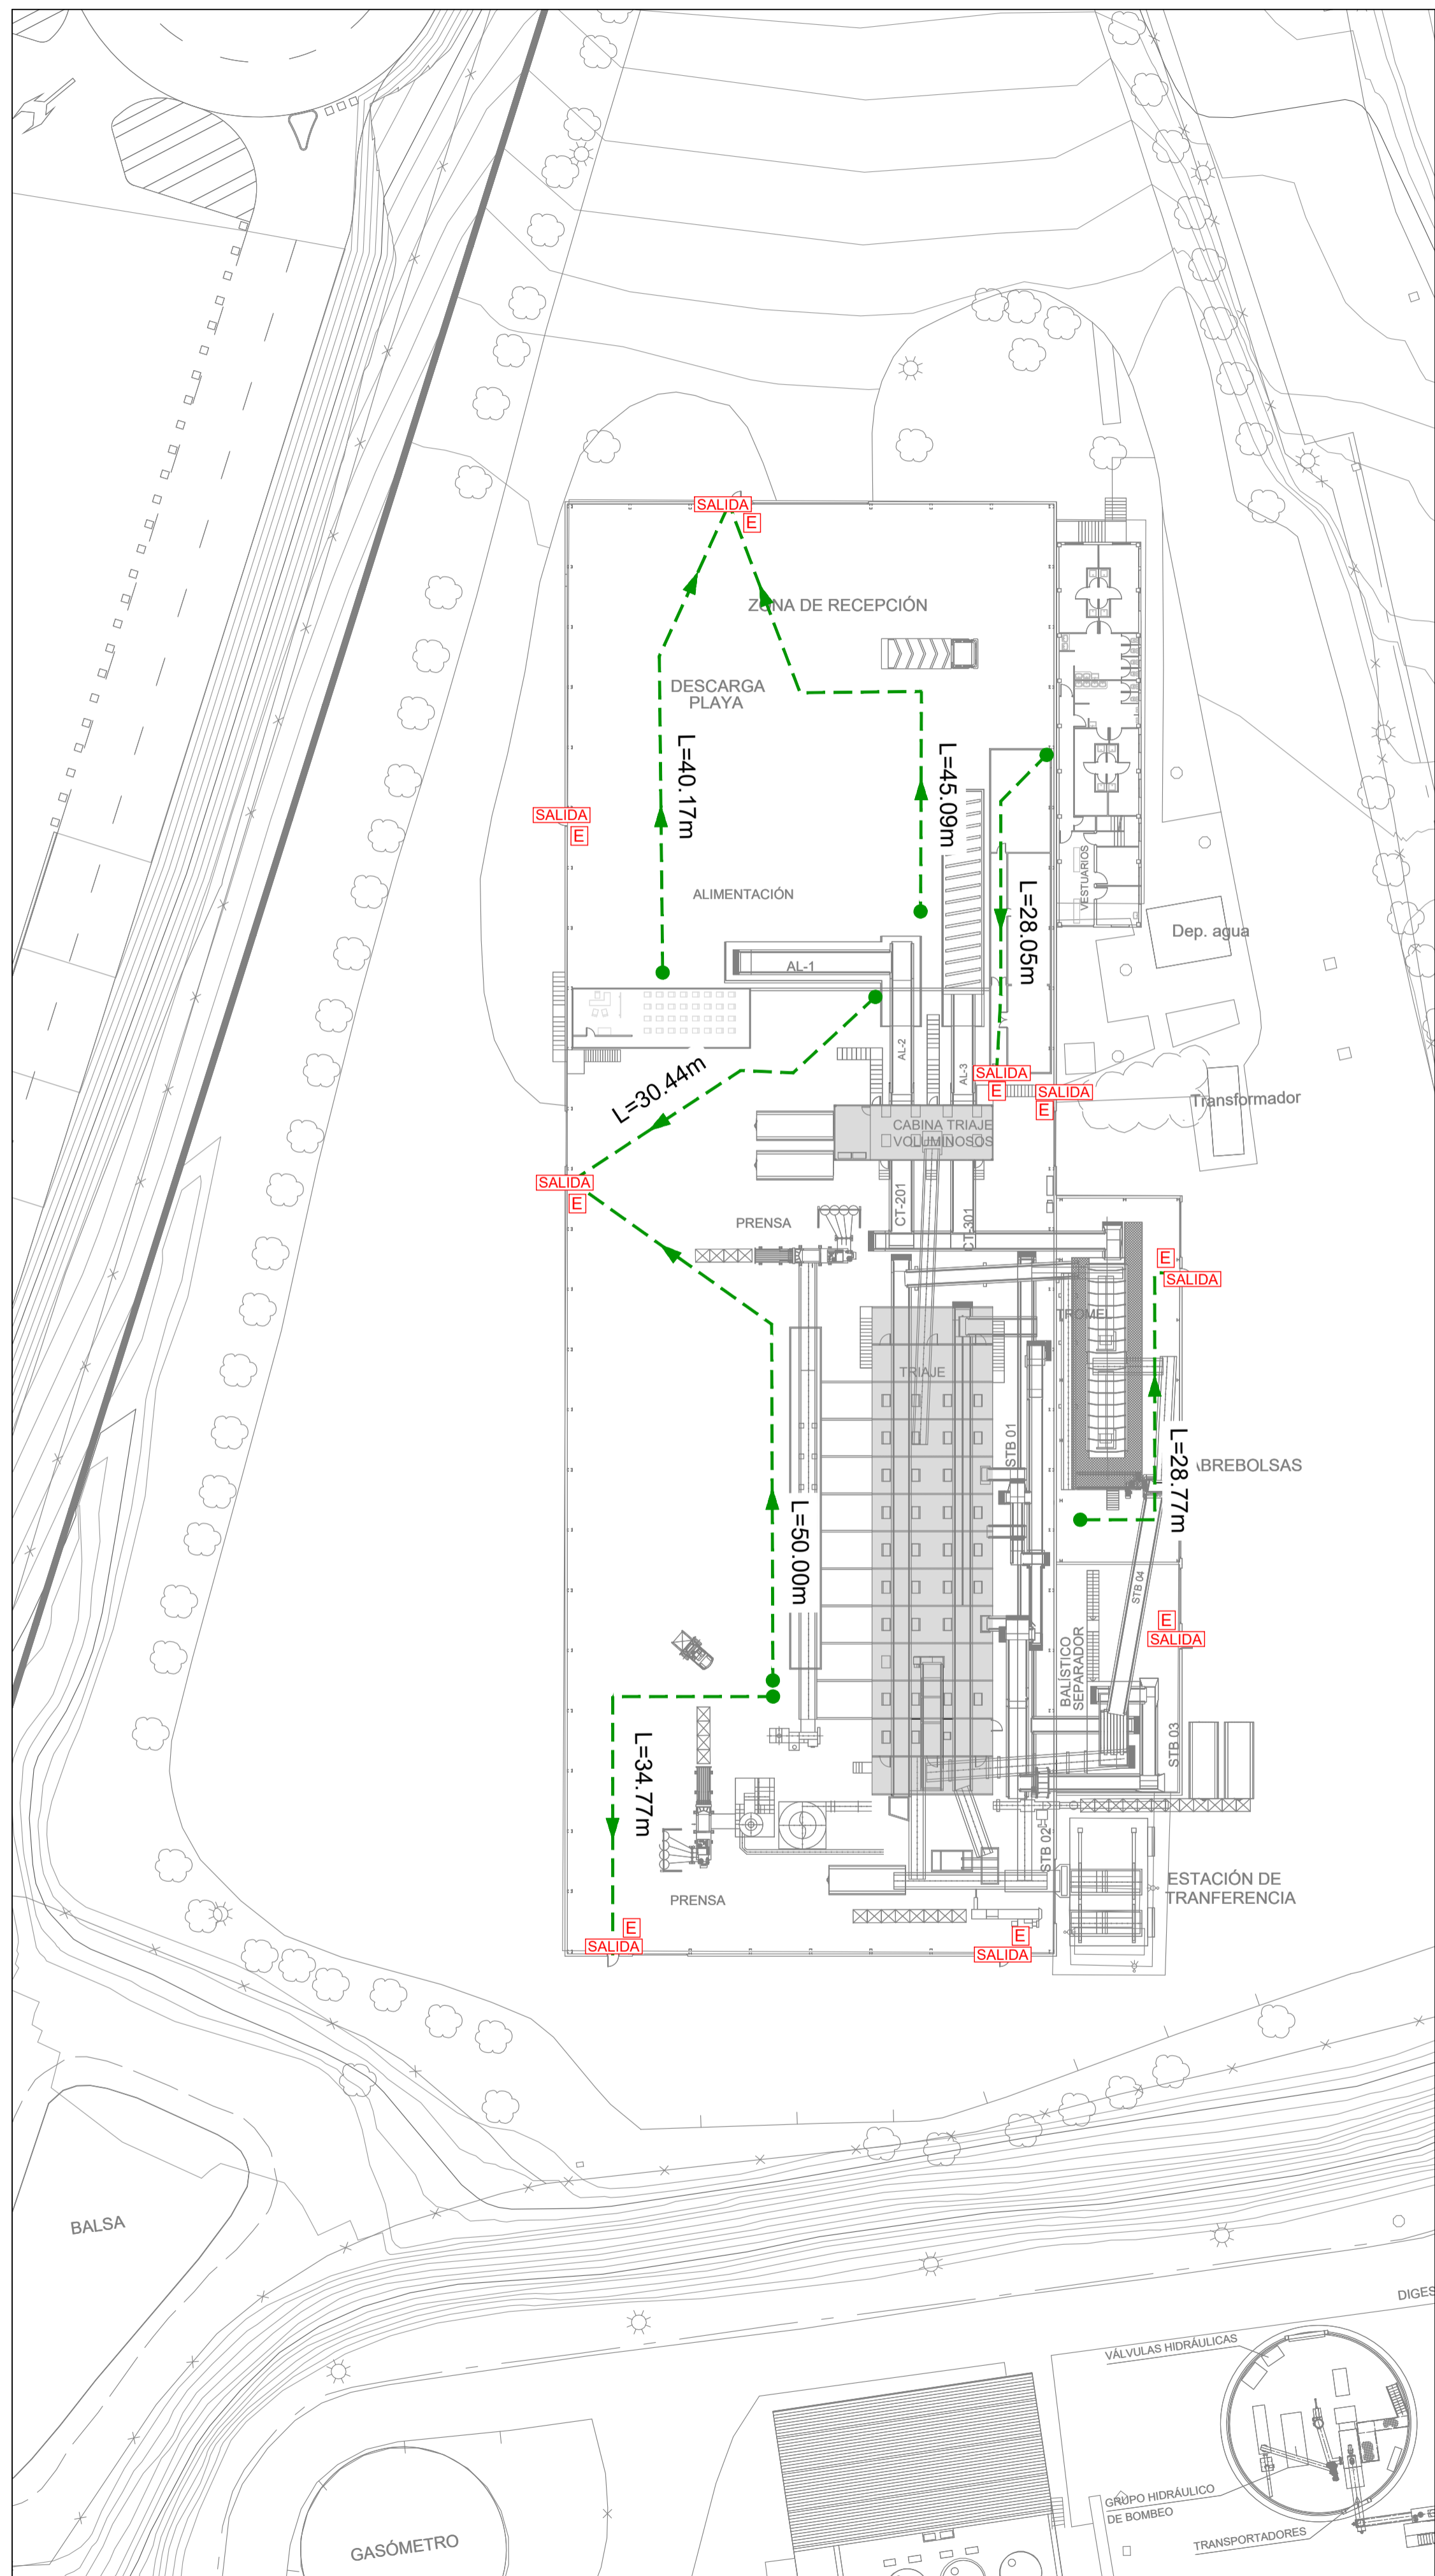 SALIDA
E
ZONA DE RECEPCIÓN
DESCARGA
PLAYA
L=40.17m
L=45.09m
SALIDA
E
ALIMENTACIÓN
L=28.05m
VESTUARIOS
Dep. agua
AL-1
AL-2
AL-3
L=30.44m
SALIDA
E
SALIDA
E
Transformador
CABINA TRIAJE
VOLUMINOSOS
SALIDA
E
CT-201
CT-301
PRENSA
E
SALIDA
TROMEL
TRIAJE
STB 01
L=28.77m
ABREBOLSAS
L=50.00m
STB 04
E
SALIDA
BALÍSTICO
SEPARADOR
STB 03
L=34.77m
STB 02
PRENSA
ESTACIÓN DE
TRANFERENCIA
E
SALIDA
E
SALIDA
BALSA
DIGES
VÁLVULAS HIDRÁULICAS
GRUPO HIDRÁULICO
DE BOMBEO
TRANSPORTADORES
GASÓMETRO